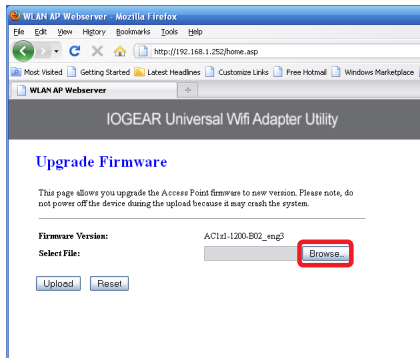 WLAN AP Webserver - Mozilla Firefox
File Edit View History Bookmarks Tools Help
http://192.168.1.252/home.asp
Most Visited Getting Started Latest Headlines Customize Links Free Hotmail Windows Marketplace
WLAN AP Webserver
IOGEAR Universal Wifi Adapter Utility
Upgrade Firmware
This page allows you upgrade the Access Point firmware to new version. Please note, do
not power off the device during the upload because it may crash the system.
Firmware Version: AC1x1-1200-B02_eng3
Select File: Browse...
Upload Reset